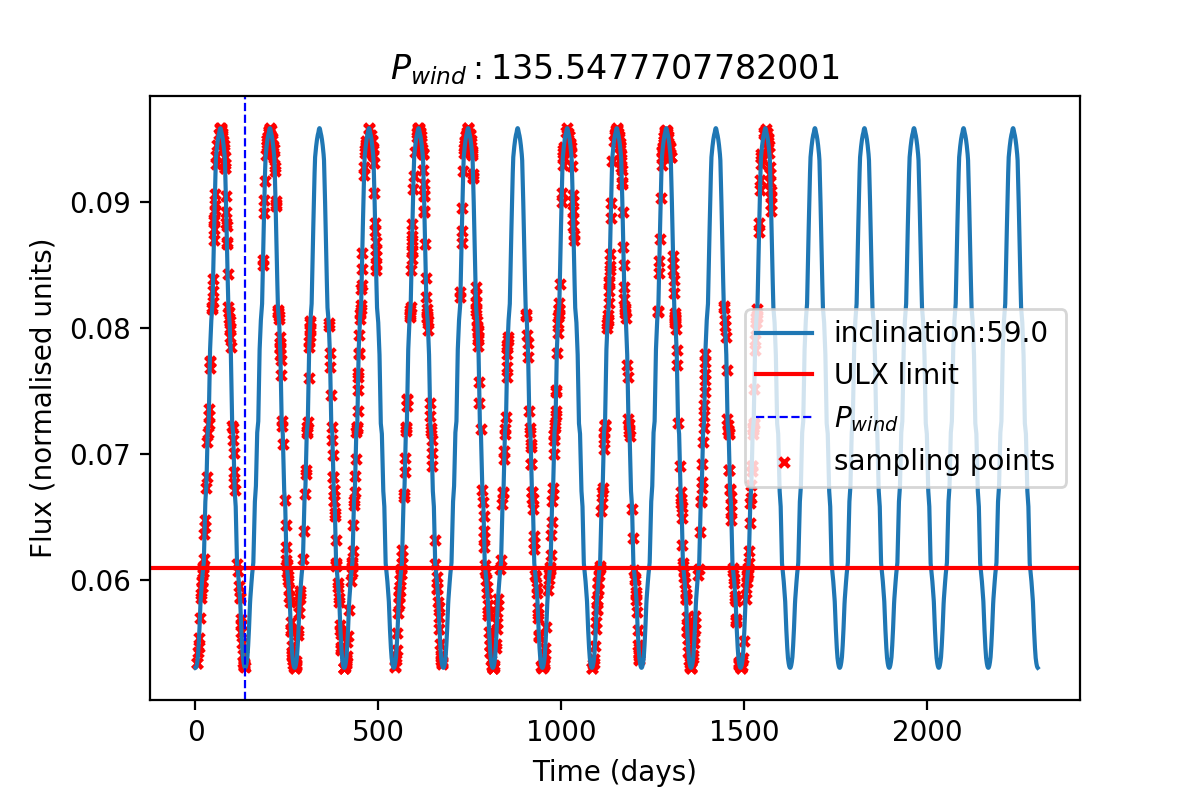 P_wind : 135.5477707782001
Flux (normalised units)
0.09
0.08
0.07
0.06
inclination:59.0
ULX limit
P_wind
sampling points
0
500
1000
1500
2000
Time (days)